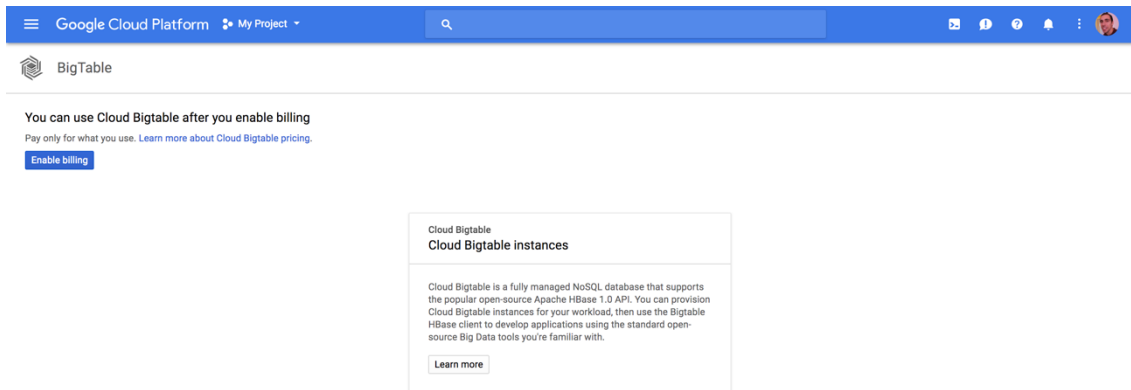 Google Cloud Platform My Project
BigTable
You can use Cloud Bigtable after you enable billing
Pay only for what you use. Learn more about Cloud Bigtable pricing.
Enable billing
Cloud Bigtable
Cloud Bigtable instances
Cloud Bigtable is a fully managed NoSQL database that supports
the popular open-source Apache HBase 1.0 API. You can provision
Cloud Bigtable instances for your workload, then use the Bigtable
HBase client to develop applications using the standard open-
source Big Data tools you're familiar with.
Learn more